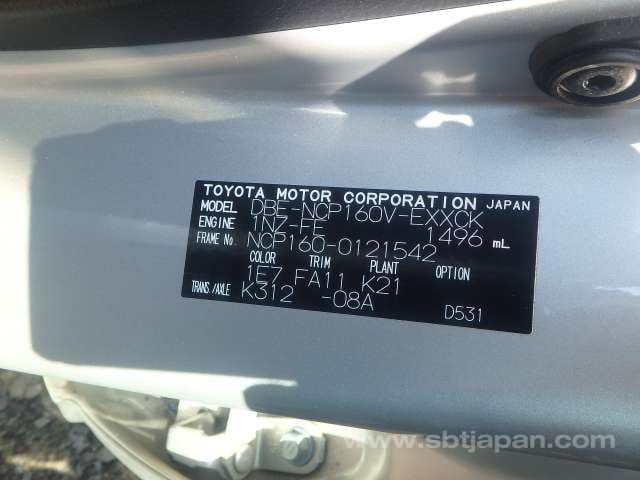 TOYOTA MOTOR CORPORATION JAPAN
MODEL DBE-NCP160V-EXXCK
ENGINE 1NZ-FE 1496 mL
FRAME No. NCP160-0121542
COLOR TRIM PLANT OPTION
1E7 FA11 K21
TRANS./AXLE K312 -08A
D531
www.sbtjapan.com